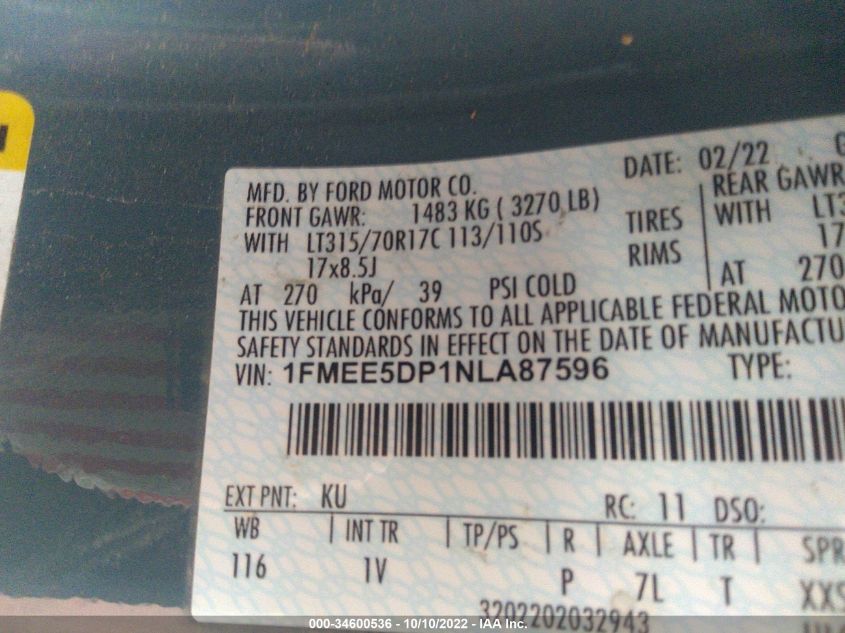 DATE: 02/22
MFD. BY FORD MOTOR CO.
FRONT GAWR: 1483 KG ( 3270 LB) REAR GAWR
WITH LT315/70R17C 113/110S TIRES WITH
17x8.5J RIMS 17
AT 270 kPa/ 39 PSI COLD AT 270
THIS VEHICLE CONFORMS TO ALL APPLICABLE FEDERAL
SAFETY STANDARDS IN EFFECT ON THE DATE OF
VIN: 1FMEE5DP1NLA87596 TYPE:
EXT PNT: KU RC: 11 DSO:
WB | INT TR | TP/PS | R | AXLE | TR |
116 1V P 7L T
3202202032943
000-34600536 - 10/10/2022 - IAA Inc.